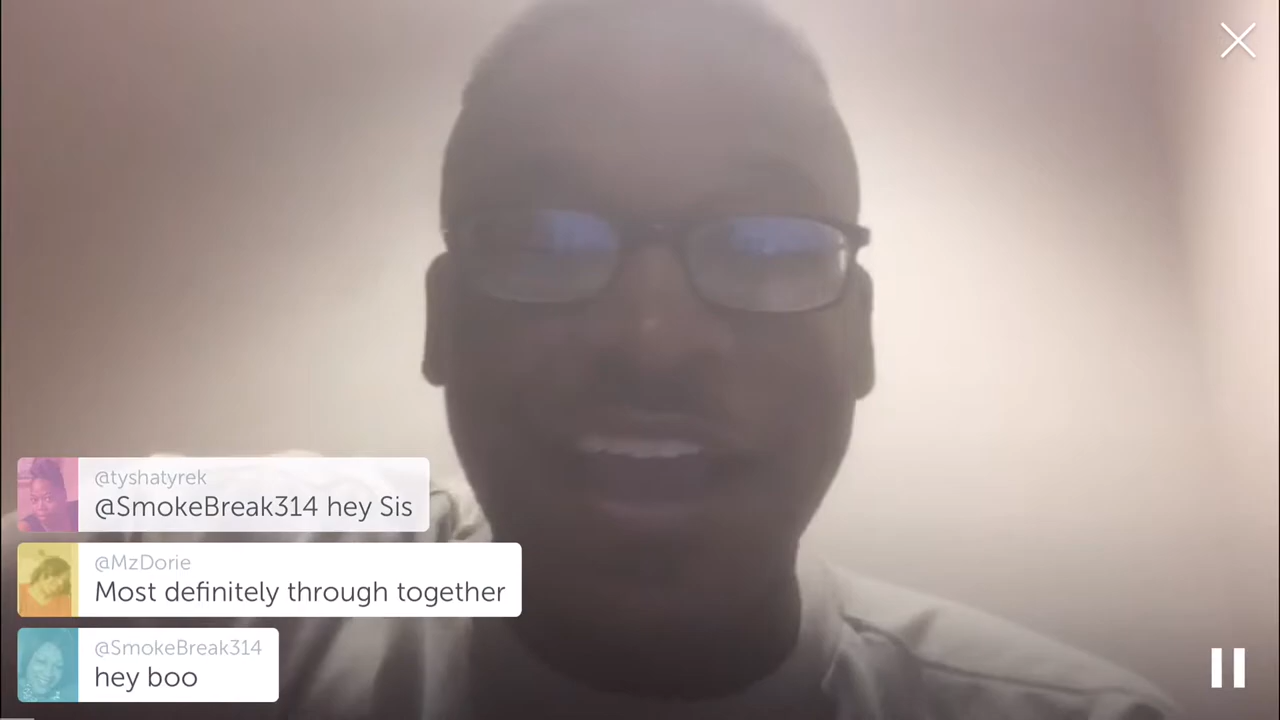 @tyshatyrek
@SmokeBreak314 hey Sis
@MzDorie
Most definitely through together
@SmokeBreak314
hey boo